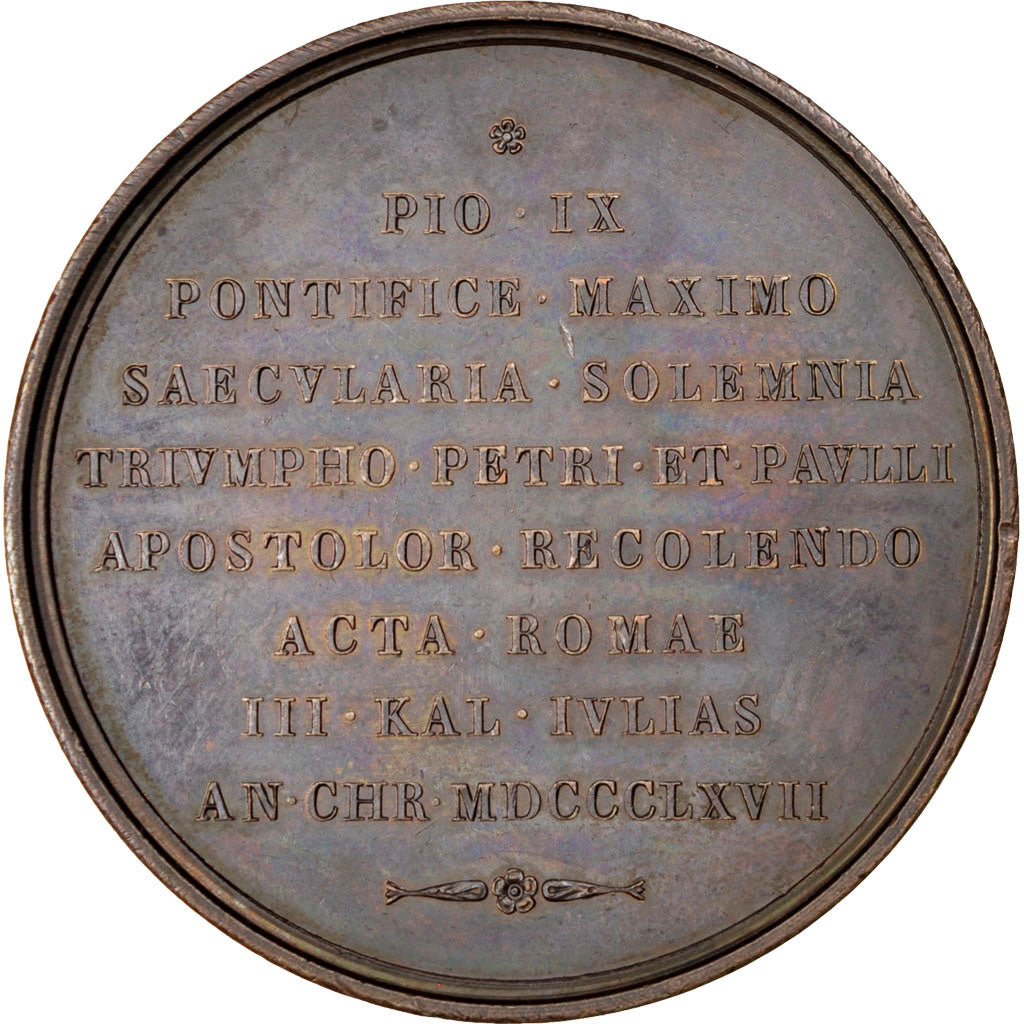 PIO · IX
PONTIFICE · MAXIMO
SAECVLARIA · SOLEMNIA
TRIVMPHO · PETRI · ET · PAVLLI
APOSTOLOR · RECOLENDO
ACTA · ROMAE
III · KAL · IVLIAS
AN · CHR · MDCCCLXVII